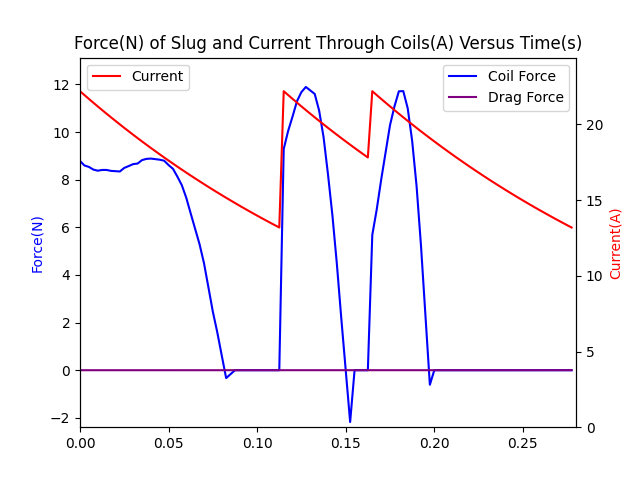 Force(N) of Slug and Current Through Coils(A) Versus Time(s)
Current
Coil Force
Drag Force
Force(N)
12
10
8
6
4
2
0
−2
20
15
10
5
0
Current(A)
0.00 0.05 0.10 0.15 0.20 0.25